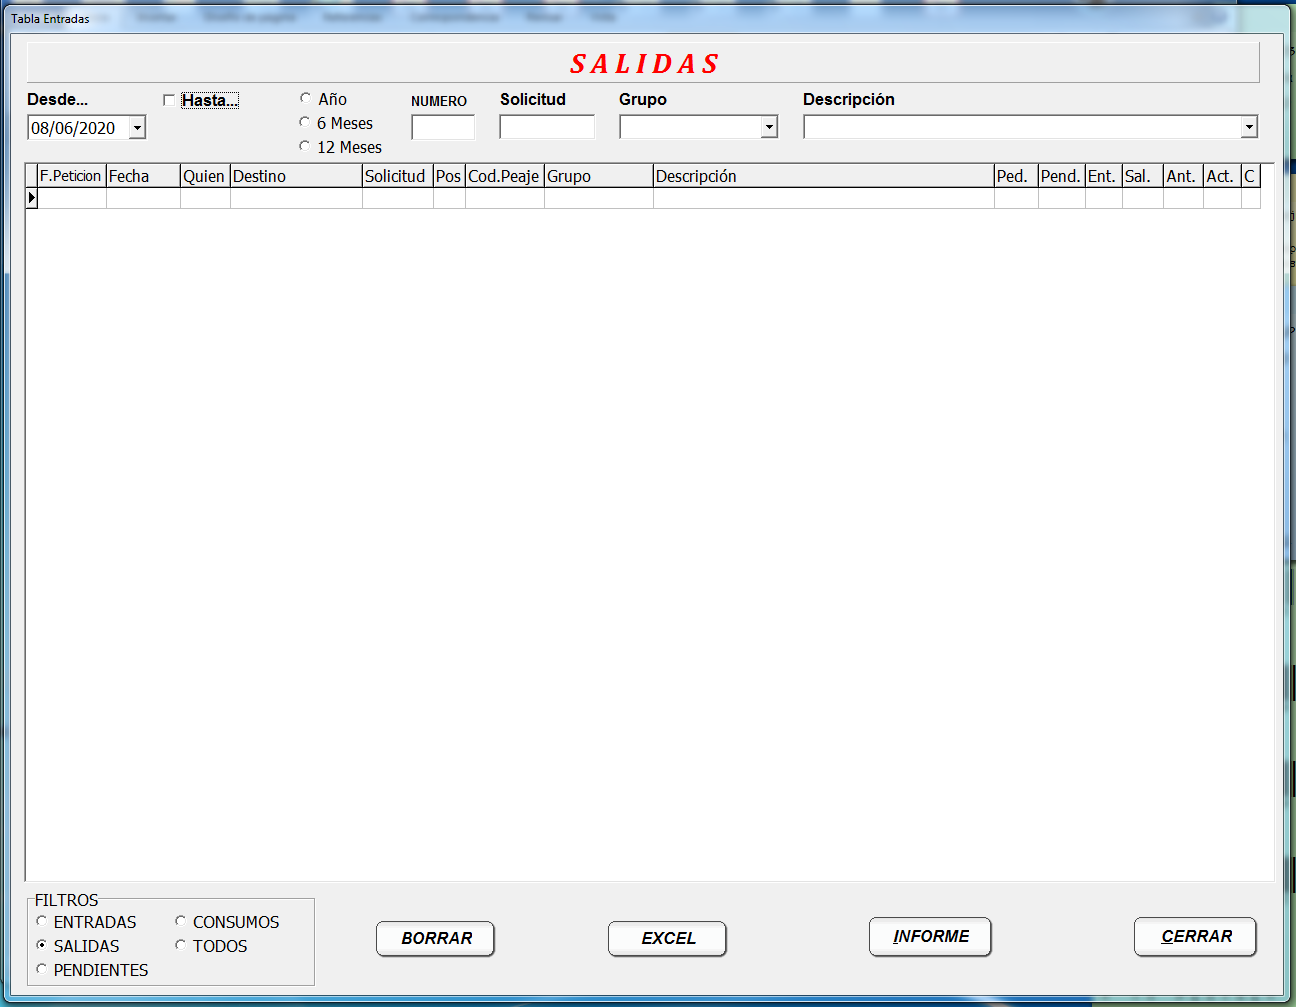 Tabla Entradas
SALIDAS
Desde... Hasta... Año NUMERO Solicitud Grupo Descripción
08/06/2020 6 Meses
12 Meses
F.Peticion Fecha Quien Destino Solicitud Pos Cod.Peaje Grupo Descripción Ped. Pend. Ent. Sal. Ant. Act. C
FILTROS
ENTRADAS CONSUMOS
SALIDAS TODOS
PENDIENTES
BORRAR EXCEL INFORME CERRAR